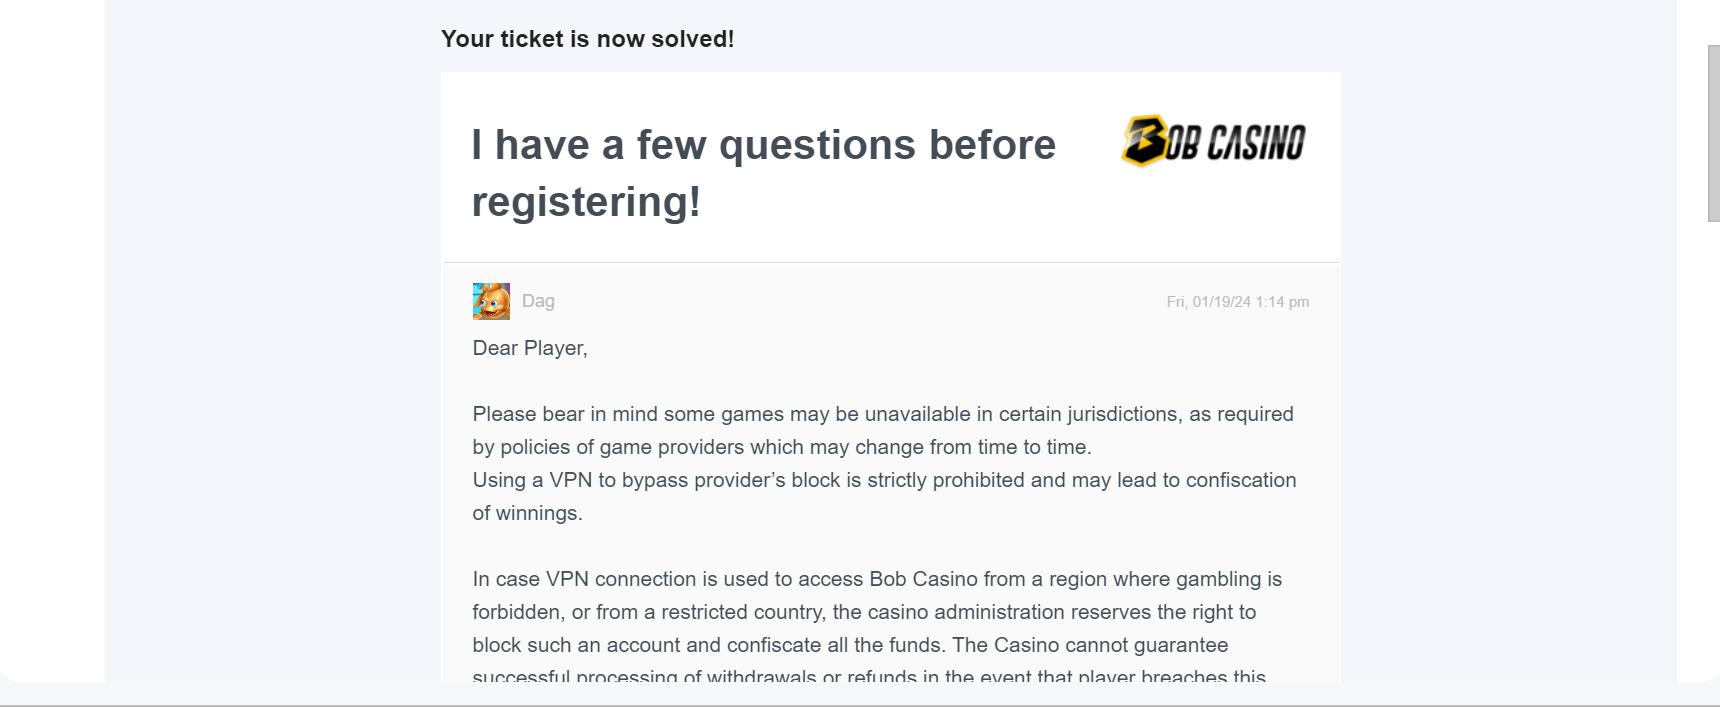 Your ticket is now solved!
I have a few questions before
registering!
BOB CASINO
Dag
Fri, 01/19/24 1:14 pm
Dear Player,
Please bear in mind some games may be unavailable in certain jurisdictions, as required
by policies of game providers which may change from time to time.
Using a VPN to bypass provider’s block is strictly prohibited and may lead to confiscation
of winnings.
In case VPN connection is used to access Bob Casino from a region where gambling is
forbidden, or from a restricted country, the casino administration reserves the right to
block such an account and confiscate all the funds. The Casino cannot guarantee
successful processing of withdrawals or refunds in the event that player breaches this